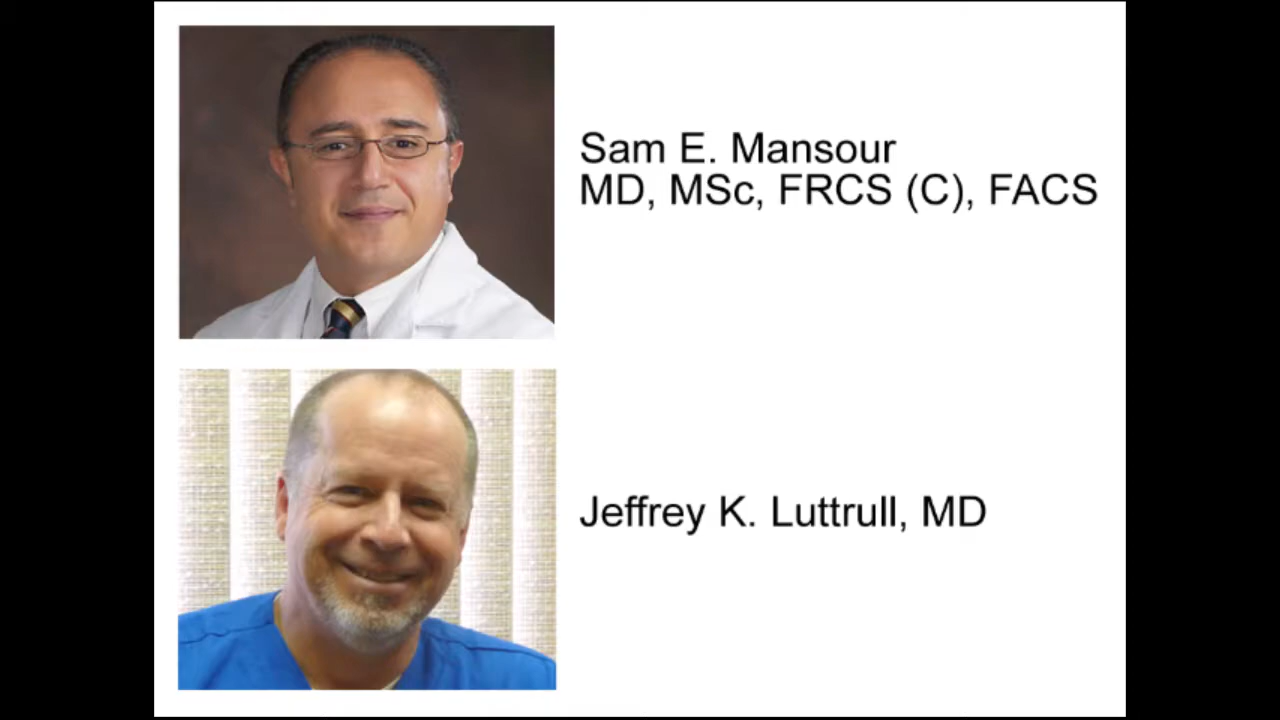 Sam E. Mansour
MD, MSc, FRCS (C), FACS
Jeffrey K. Luttrull, MD